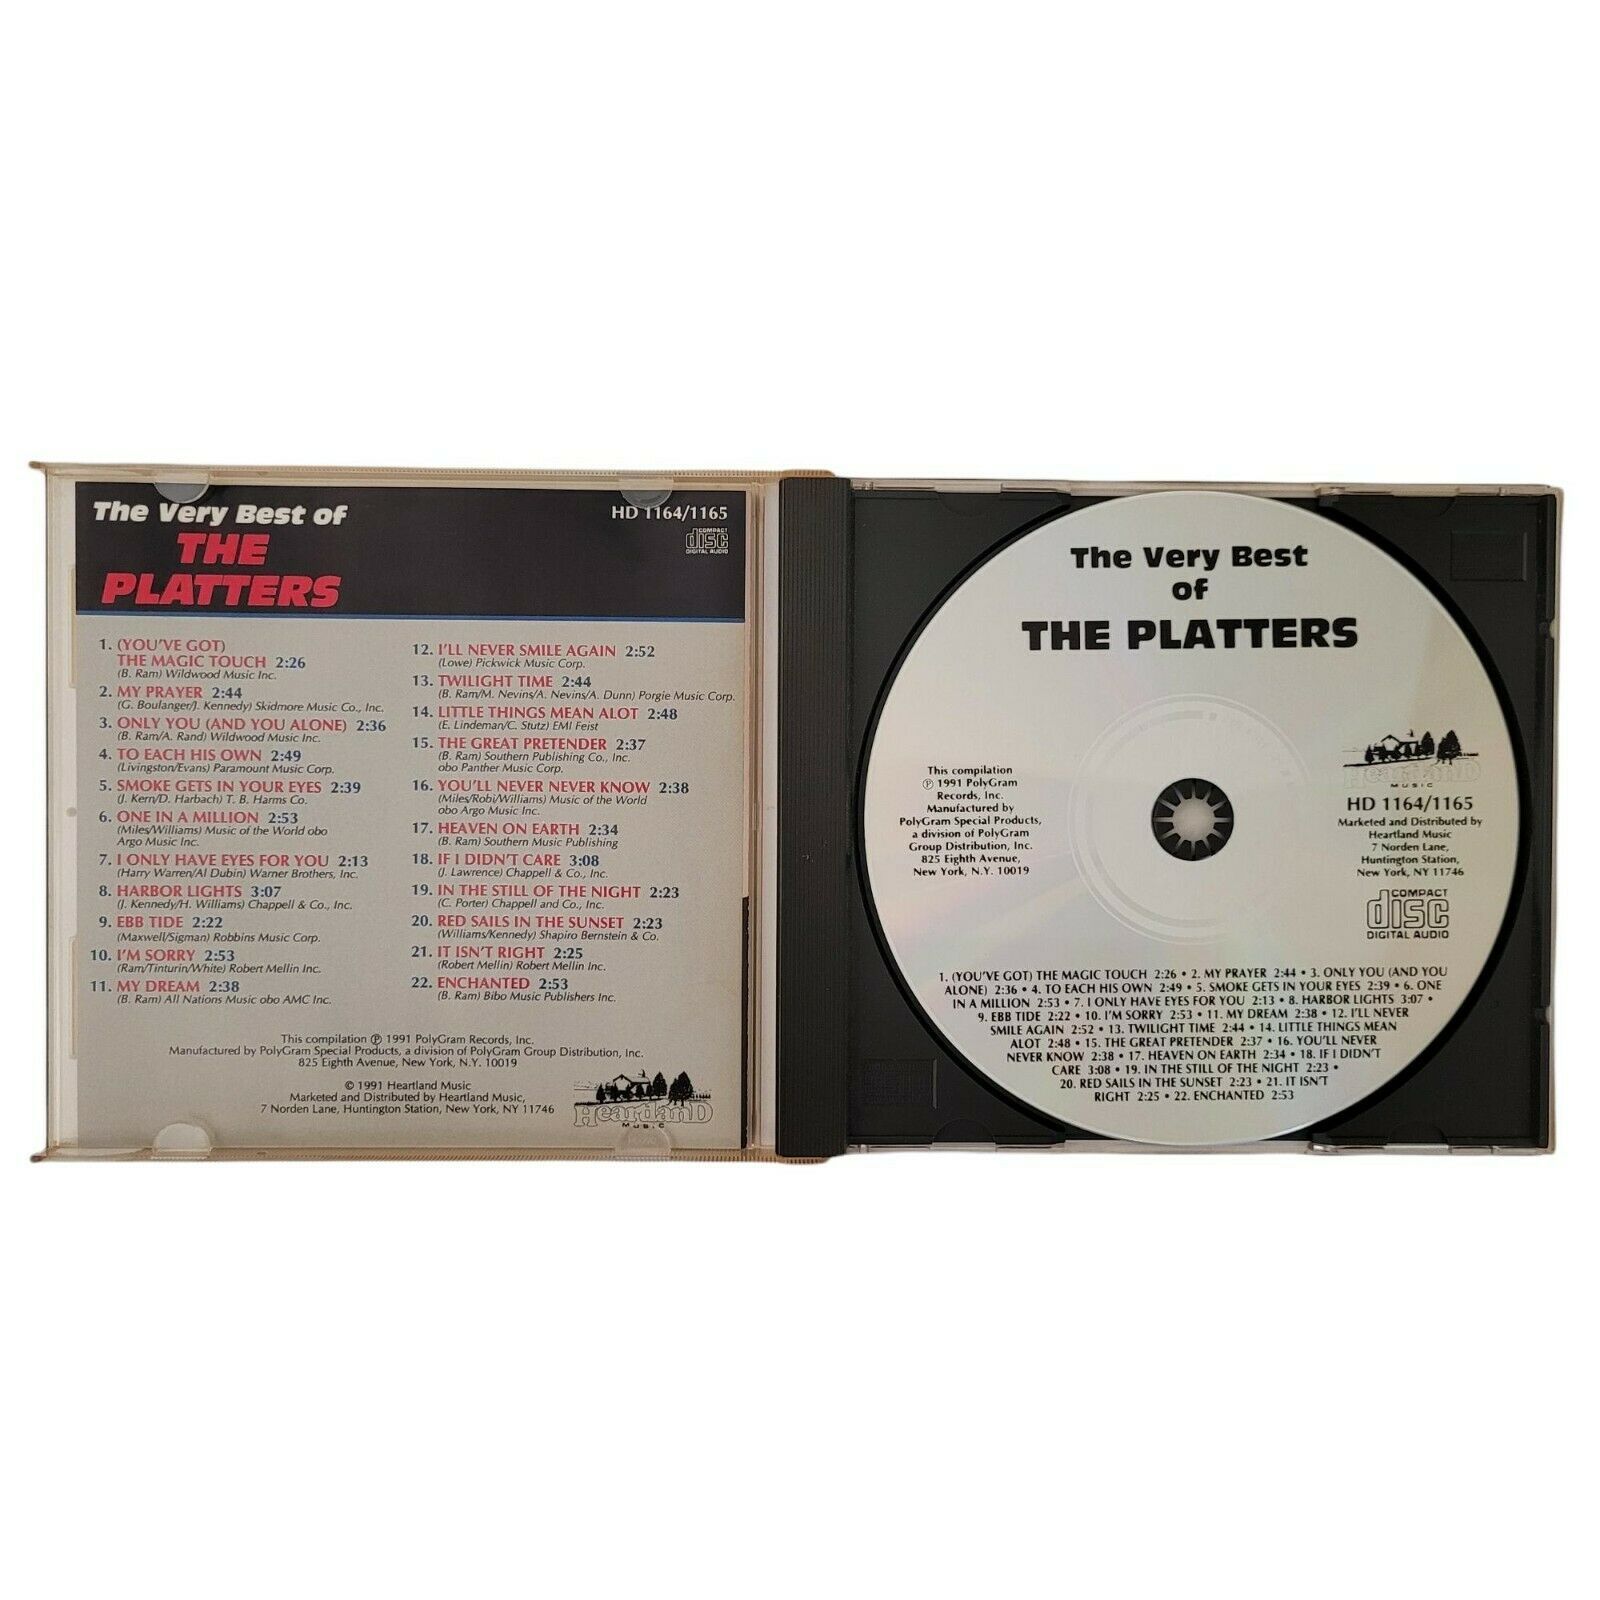 The Very Best of
THE
PLATTERS
HD 1164/1165
COMPACT
disc
DIGITAL AUDIO
1. (YOU'VE GOT)
THE MAGIC TOUCH 2:26
(B. Ram) Wildwood Music Inc.
2. MY PRAYER 2:44
(G. Boulanger/J. Kennedy) Skidmore Music Co., Inc.
3. ONLY YOU (AND YOU ALONE) 2:36
(B. Ram/A. Rand) Wildwood Music Inc.
4. TO EACH HIS OWN 2:49
(Livingston/Evans) Paramount Music Corp.
5. SMOKE GETS IN YOUR EYES 2:39
(J. Kern/D. Harbach) T. B. Harms Co.
6. ONE IN A MILLION 2:53
(Miles/Williams) Music of the World obo
Argo Music Inc.
7. I ONLY HAVE EYES FOR YOU 2:13
(Harry Warren/Al Dubin) Warner Brothers, Inc.
8. HARBOR LIGHTS 3:07
(J. Kennedy/H. Williams) Chappell & Co., Inc.
9. EBB TIDE 2:22
(Maxwell/Sigman) Robbins Music Corp.
10. I'M SORRY 2:53
(Ram/Tinturin/White) Robert Mellin Inc.
11. MY DREAM 2:38
(B. Ram) All Nations Music obo AMC Inc.
12. I'LL NEVER SMILE AGAIN 2:52
(Lowe) Pickwick Music Corp.
13. TWILIGHT TIME 2:44
(B. Ram/M. Nevins/A. Nevins/A. Dunn) Porgie Music Corp.
14. LITTLE THINGS MEAN ALOT 2:48
(E. Lindeman/C. Stutz) EMI Feist
15. THE GREAT PRETENDER 2:37
(B. Ram) Southern Publishing Co., Inc.
obo Panther Music Corp.
16. YOU'LL NEVER NEVER KNOW 2:38
(Miles/Robi/Williams) Music of the World
obo Argo Music Inc.
17. HEAVEN ON EARTH 2:34
(B. Ram) Southern Music Publishing
18. IF I DIDN'T CARE 3:08
(J. Lawrence) Chappell & Co., Inc.
19. IN THE STILL OF THE NIGHT 2:23
(C. Porter) Chappell and Co., Inc.
20. RED SAILS IN THE SUNSET 2:23
(Williams/Kennedy) Shapiro Bernstein & Co.
21. IT ISN'T RIGHT 2:25
(Robert Mellin) Robert Mellin Inc.
22. ENCHANTED 2:53
(B. Ram) Bibo Music Publishers Inc.
This compilation Ⓟ 1991 PolyGram Records, Inc.
Manufactured by PolyGram Special Products, a division of PolyGram Group Distribution, Inc.
825 Eighth Avenue, New York, N.Y. 10019
© 1991 Heartland Music
Marketed and Distributed by Heartland Music,
7 Norden Lane, Huntington Station, New York, NY 11746
HeartlanD
MUSIC
The Very Best
of
THE PLATTERS
This compilation
Ⓟ 1991 PolyGram
Records, Inc.
Manufactured by
PolyGram Special Products,
a division of PolyGram
Group Distribution, Inc.
825 Eighth Avenue,
New York, N.Y. 10019
HeartlanD
MUSIC
HD 1164/1165
Marketed and Distributed by
Heartland Music
7 Norden Lane,
Huntington Station,
New York, NY 11746
COMPACT
disc
DIGITAL AUDIO
1. (YOU'VE GOT) THE MAGIC TOUCH 2:26 • 2. MY PRAYER 2:44 • 3. ONLY YOU (AND YOU
ALONE) 2:36 • 4. TO EACH HIS OWN 2:49 • 5. SMOKE GETS IN YOUR EYES 2:39 • 6. ONE
IN A MILLION 2:53 • 7. I ONLY HAVE EYES FOR YOU 2:13 • 8. HARBOR LIGHTS 3:07 •
9. EBB TIDE 2:22 • 10. I'M SORRY 2:53 • 11. MY DREAM 2:38 • 12. I'LL NEVER
SMILE AGAIN 2:52 • 13. TWILIGHT TIME 2:44 • 14. LITTLE THINGS MEAN
ALOT 2:48 • 15. THE GREAT PRETENDER 2:37 • 16. YOU'LL NEVER
NEVER KNOW 2:38 • 17. HEAVEN ON EARTH 2:34 • 18. IF I DIDN'T
CARE 3:08 • 19. IN THE STILL OF THE NIGHT 2:23 •
20. RED SAILS IN THE SUNSET 2:23 • 21. IT ISN'T
RIGHT 2:25 • 22. ENCHANTED 2:53